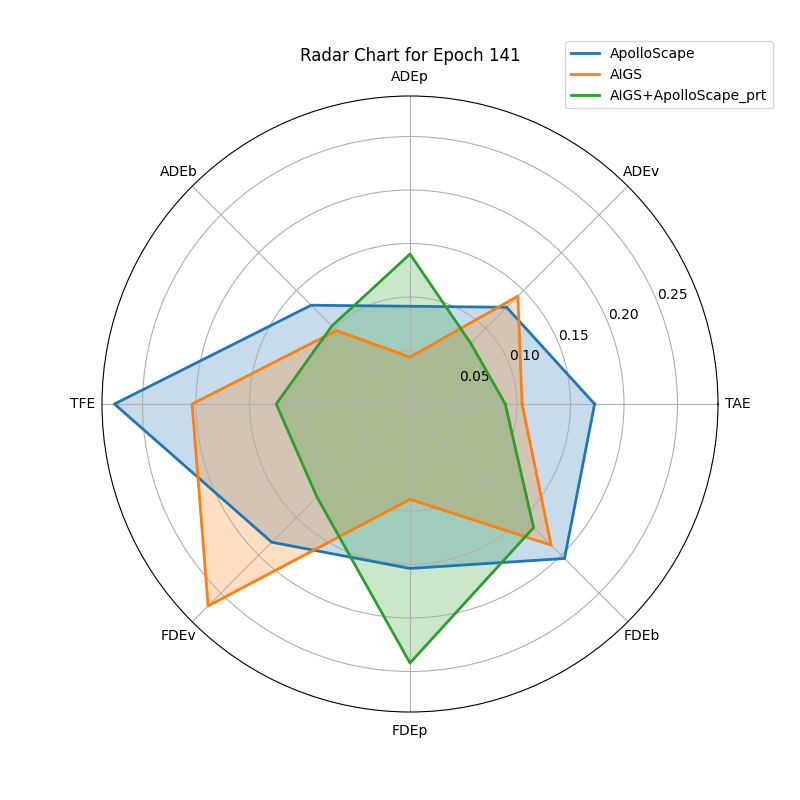 Radar Chart for Epoch 141
ApolloScape
AIGS
AIGS+ApolloScape_prt
ADEp
ADEb
ADEv
0.25
0.20
0.15
0.10
0.05
TFE
TAE
FDEv
FDEb
FDEp